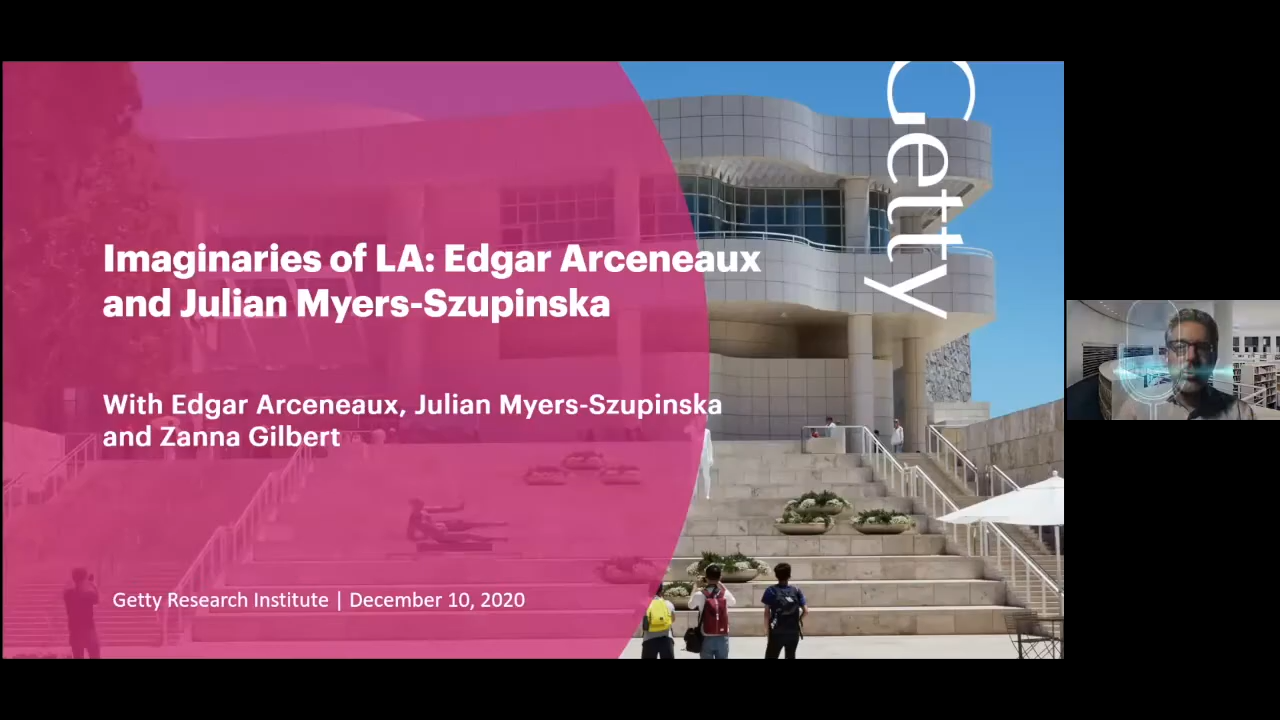 Getty
Imaginaries of LA: Edgar Arceneaux
and Julian Myers-Szupinska
With Edgar Arceneaux, Julian Myers-Szupinska
and Zanna Gilbert
Getty Research Institute | December 10, 2020